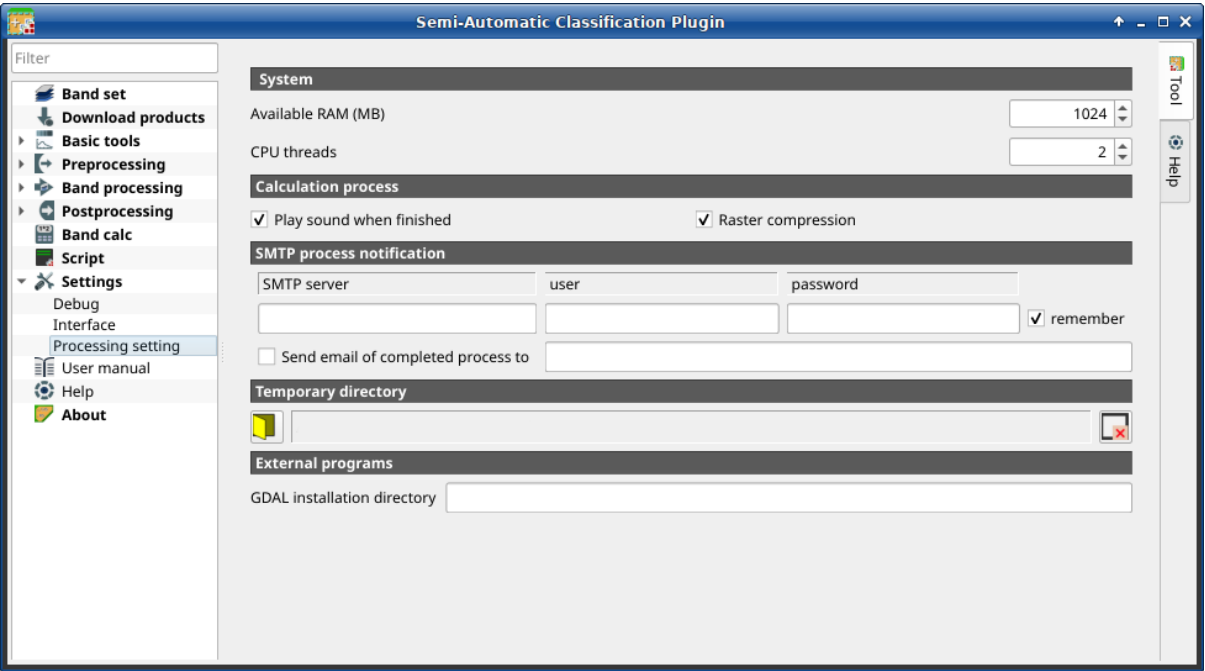 Semi-Automatic Classification Plugin
Filter
Band set
Download products
Basic tools
Preprocessing
Band processing
Postprocessing
Band calc
Script
Settings
Debug
Interface
Processing setting
User manual
Help
About
System
Available RAM (MB) 1024
CPU threads 2
Calculation process
Play sound when finished Raster compression
SMTP process notification
SMTP server user password
remember
Send email of completed process to
Temporary directory
External programs
GDAL installation directory
Tool
Help